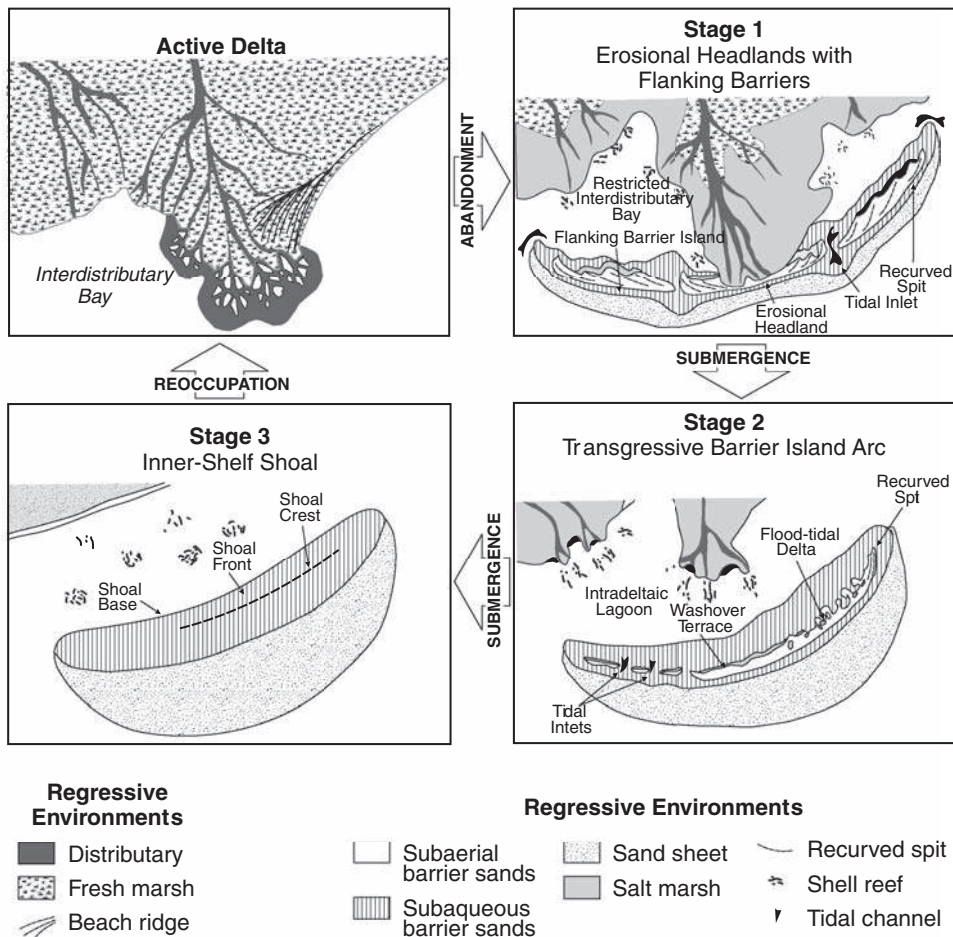 Active Delta
Interdistributary
Bay
ABANDONMENT
Stage 1
Erosional Headlands with
Flanking Barriers
Restricted
Interdistributary
Bay
Flanking Barrier Island
Recurved
Spit
Tidal Inlet
Erosional
Headland
SUBMERGENCE
Stage 2
Transgressive Barrier Island Arc
Recurved
Spt
Flood-tidal
Delta
Intradeltaic
Lagoon
Washover
Terrace
Tidal
Intets
SUBMERGENCE
Stage 3
Inner-Shelf Shoal
Shoal
Crest
Shoal
Front
Shoal
Base
REOCCUPATION
Regressive
Environments
Distributary
Fresh marsh
Beach ridge
Regressive Environments
Subaerial
barrier sands
Subaqueous
barrier sands
Sand sheet
Salt marsh
Recurved spit
Shell reef
Tidal channel